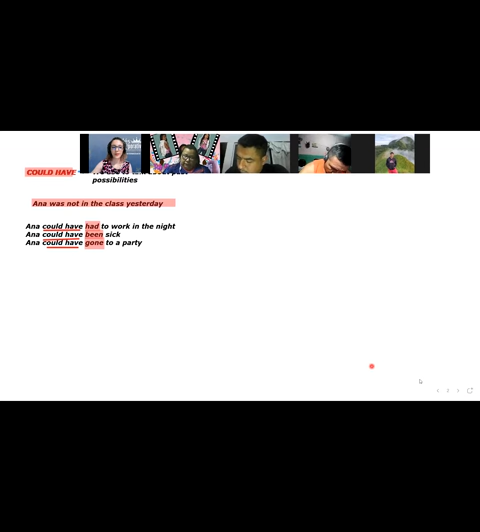 COULD HAVE -
possibilities
Ana was not in the class yesterday
Ana could have had to work in the night
Ana could have been sick
Ana could have gone to a party